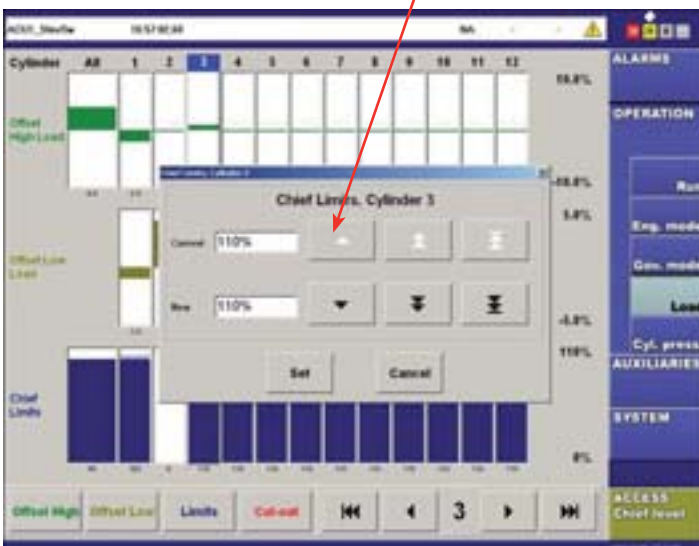 ALARMS
Cylinder All 1 2 3 4 5 6 7 8 9 10 11 12
10.0%
OPERATION
Offset
High Load
-10.0%
5.0%
Chief Limits, Cylinder 3
Current 110%
Eng. mode
Gov. mode
Offset Low
Load
New 110%
Load
-5.0%
Cyl. press
110%
AUXILIARIES
Set Cancel
Chief
Limits
SYSTEM
0%
ACCESS
Chief level
Offset High Offset Low Limits Cut-out 3